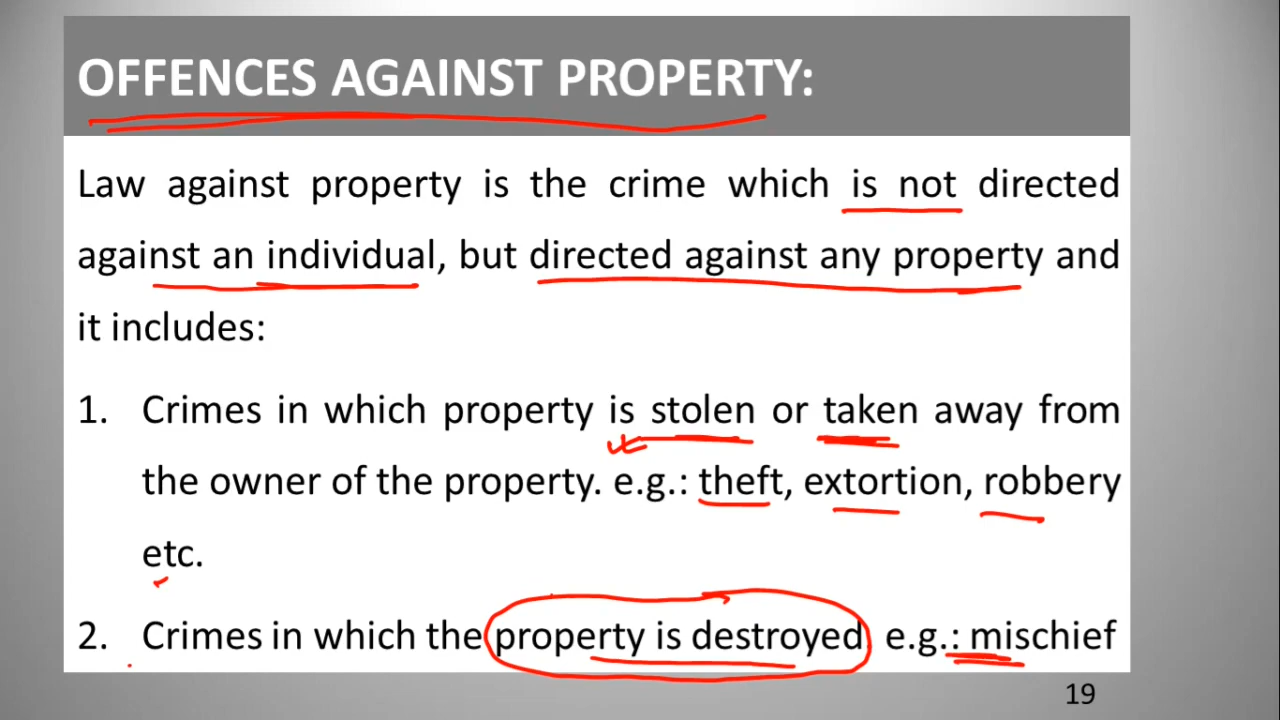 OFFENCES AGAINST PROPERTY:
Law against property is the crime which is not directed
against an individual, but directed against any property and
it includes:
1. Crimes in which property is stolen or taken away from
the owner of the property. e.g.: theft, extortion, robbery
etc.
2. Crimes in which the property is destroyed. e.g.: mischief
19